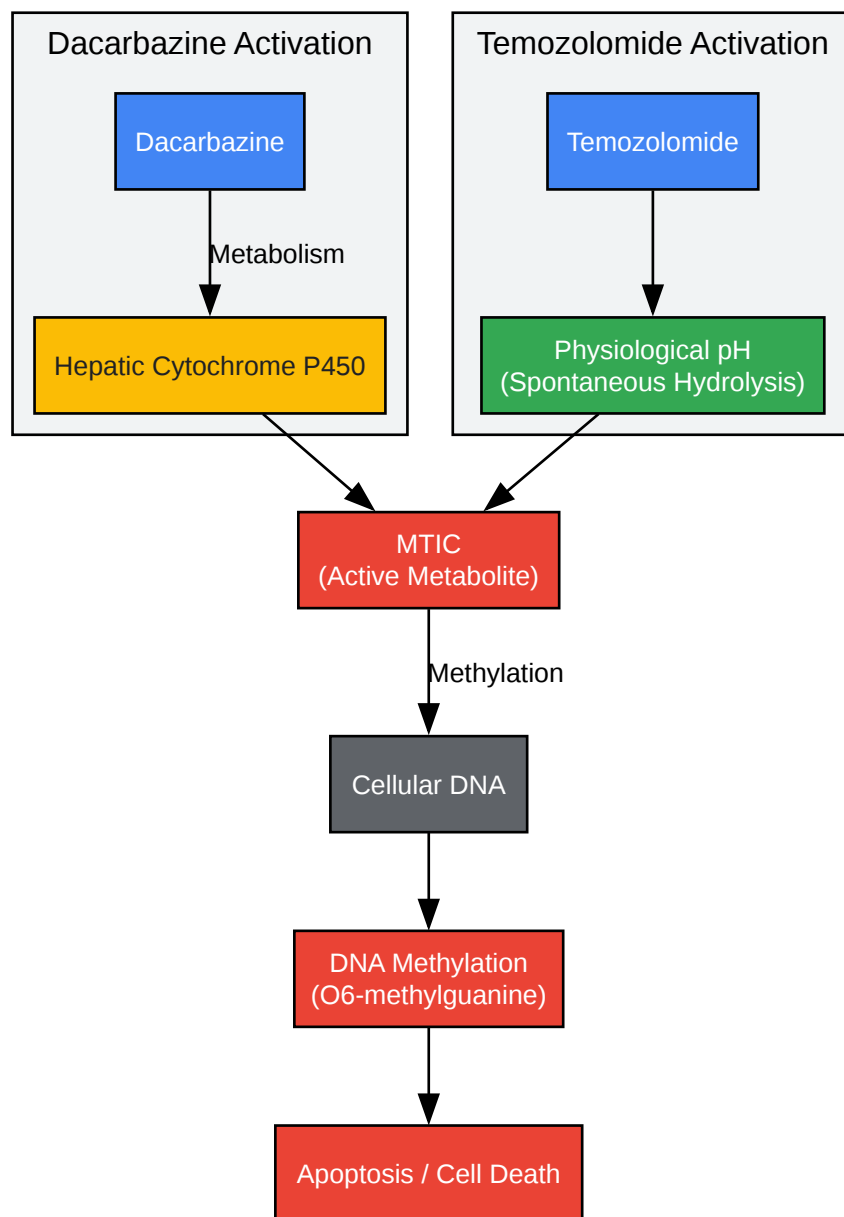 Dacarbazine Activation
Temozolomide Activation
Dacarbazine
Temozolomide
Metabolism
Hepatic Cytochrome P450
Physiological pH
(Spontaneous Hydrolysis)
MTIC
(Active Metabolite)
Methylation
Cellular DNA
DNA Methylation
(O6-methylguanine)
Apoptosis / Cell Death